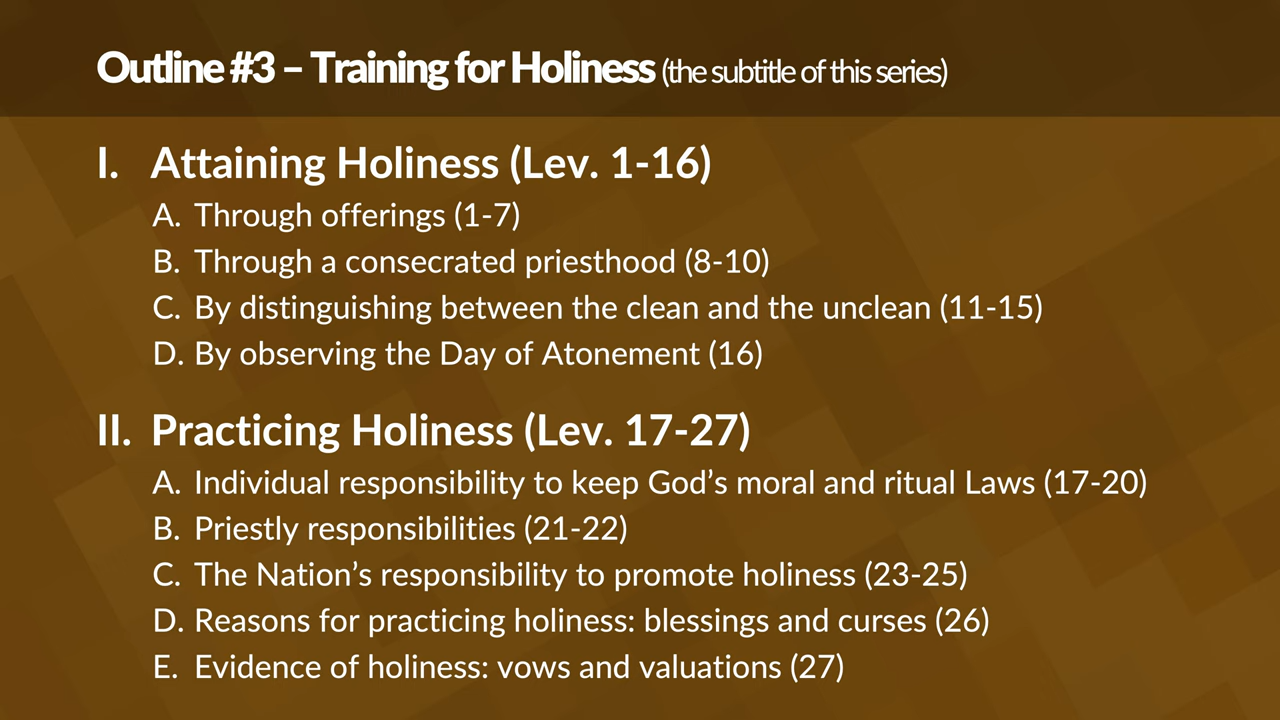 Outline #3 – Training for Holiness (the subtitle of this series)
I. Attaining Holiness (Lev. 1-16)
A. Through offerings (1-7)
B. Through a consecrated priesthood (8-10)
C. By distinguishing between the clean and the unclean (11-15)
D. By observing the Day of Atonement (16)
II. Practicing Holiness (Lev. 17-27)
A. Individual responsibility to keep God’s moral and ritual Laws (17-20)
B. Priestly responsibilities (21-22)
C. The Nation’s responsibility to promote holiness (23-25)
D. Reasons for practicing holiness: blessings and curses (26)
E. Evidence of holiness: vows and valuations (27)